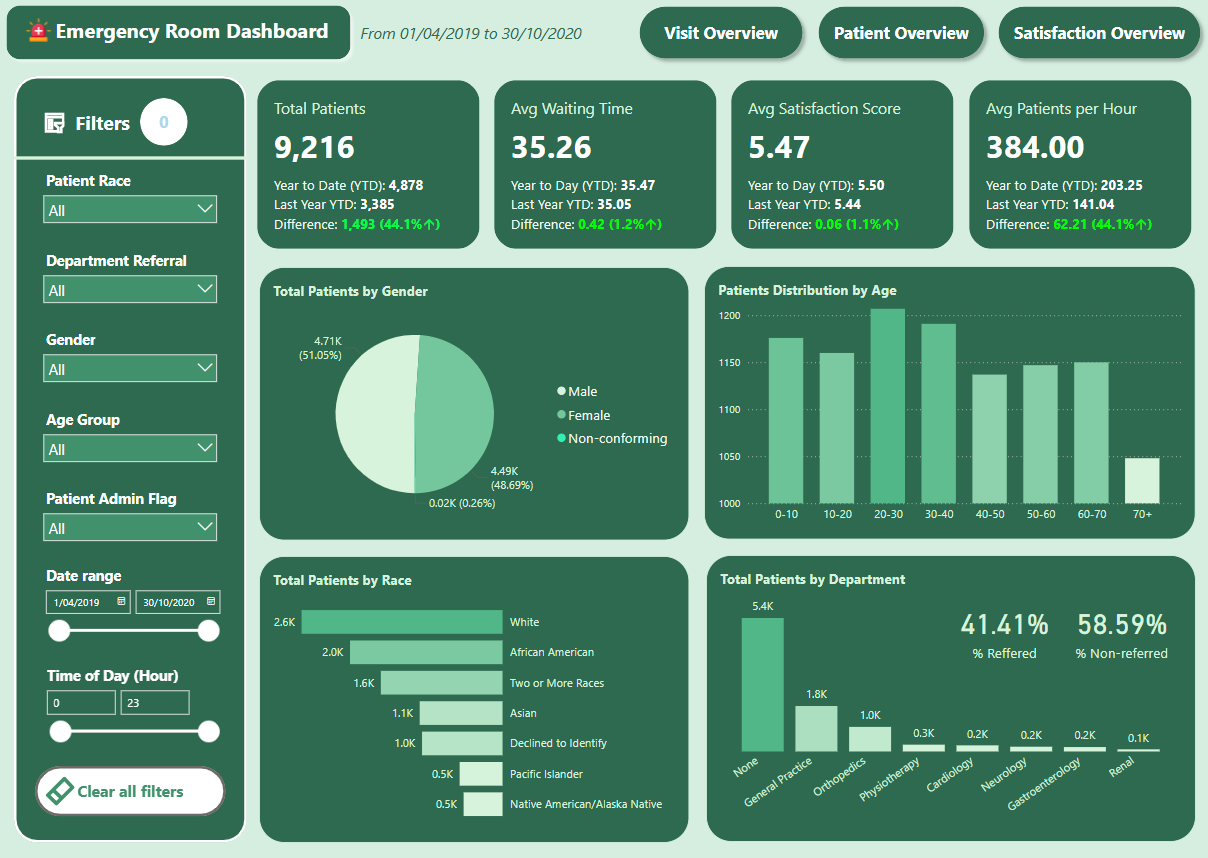 Emergency Room Dashboard
From 01/04/2019 to 30/10/2020
Visit Overview
Patient Overview
Satisfaction Overview
Filters
0
Patient Race
All
Department Referral
All
Gender
All
Age Group
All
Patient Admin Flag
All
Date range
1/04/2019
30/10/2020
Time of Day (Hour)
0
23
Clear all filters
Total Patients
9,216
Year to Date (YTD): 4,878
Last Year YTD: 3,385
Difference: 1,493 (44.1%↑)
Avg Waiting Time
35.26
Year to Day (YTD): 35.47
Last Year YTD: 35.05
Difference: 0.42 (1.2%↑)
Avg Satisfaction Score
5.47
Year to Day (YTD): 5.50
Last Year YTD: 5.44
Difference: 0.06 (1.1%↑)
Avg Patients per Hour
384.00
Year to Date (YTD): 203.25
Last Year YTD: 141.04
Difference: 62.21 (44.1%↑)
Total Patients by Gender
4.71K
(51.05%)
4.49K
(48.69%)
0.02K (0.26%)
Male
Female
Non-conforming
Patients Distribution by Age
1200
1150
1100
1050
1000
0-10
10-20
20-30
30-40
40-50
50-60
60-70
70+
Total Patients by Race
2.6K White
2.0K African American
1.6K Two or More Races
1.1K Asian
1.0K Declined to Identify
0.5K Pacific Islander
0.5K Native American/Alaska Native
Total Patients by Department
41.41%
% Reffered
58.59%
% Non-referred
5.4K
1.8K
1.0K
0.3K
0.2K
0.2K
0.2K
0.1K
None
General Practice
Orthopedics
Physiotherapy
Cardiology
Neurology
Gastroenterology
Renal